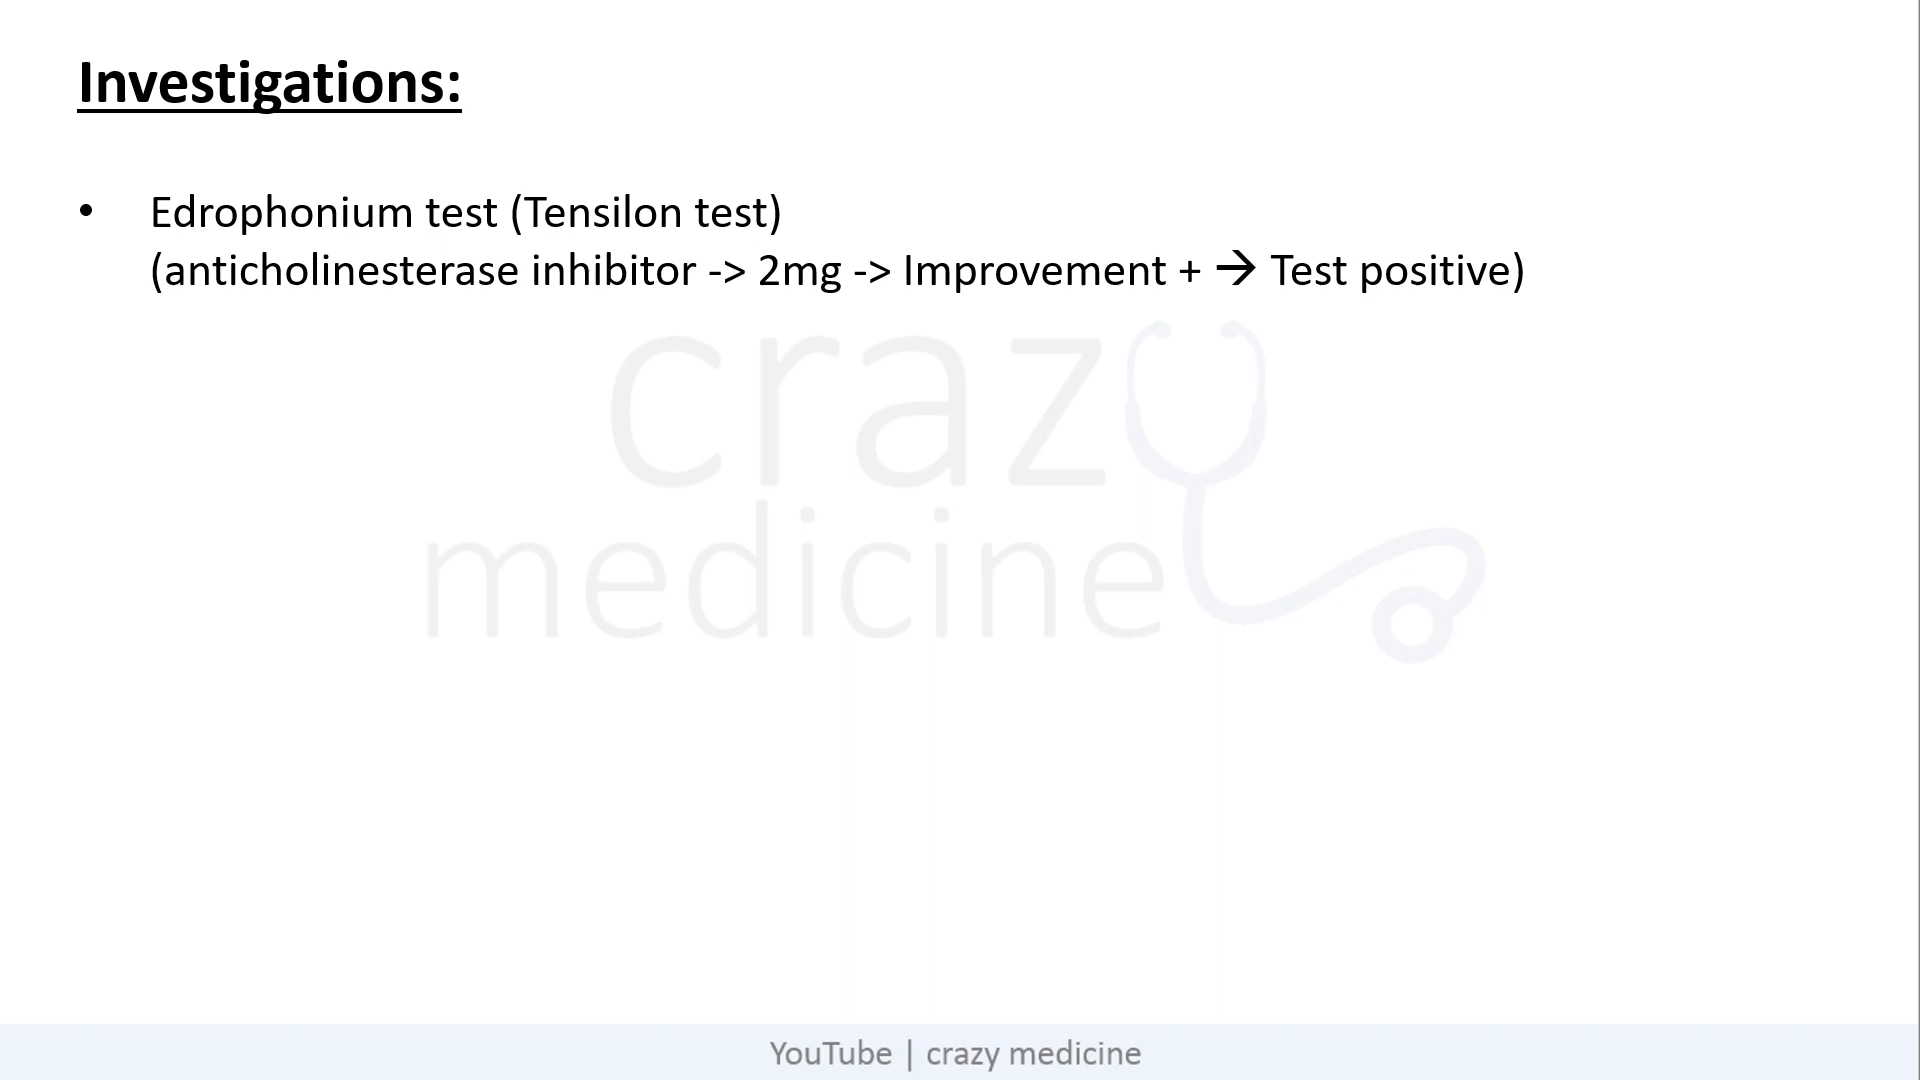 Investigations:
• Edrophonium test (Tensilon test)
(anticholinesterase inhibitor -> 2mg -> Improvement + → Test positive)
crazy
medicine
YouTube | crazy medicine